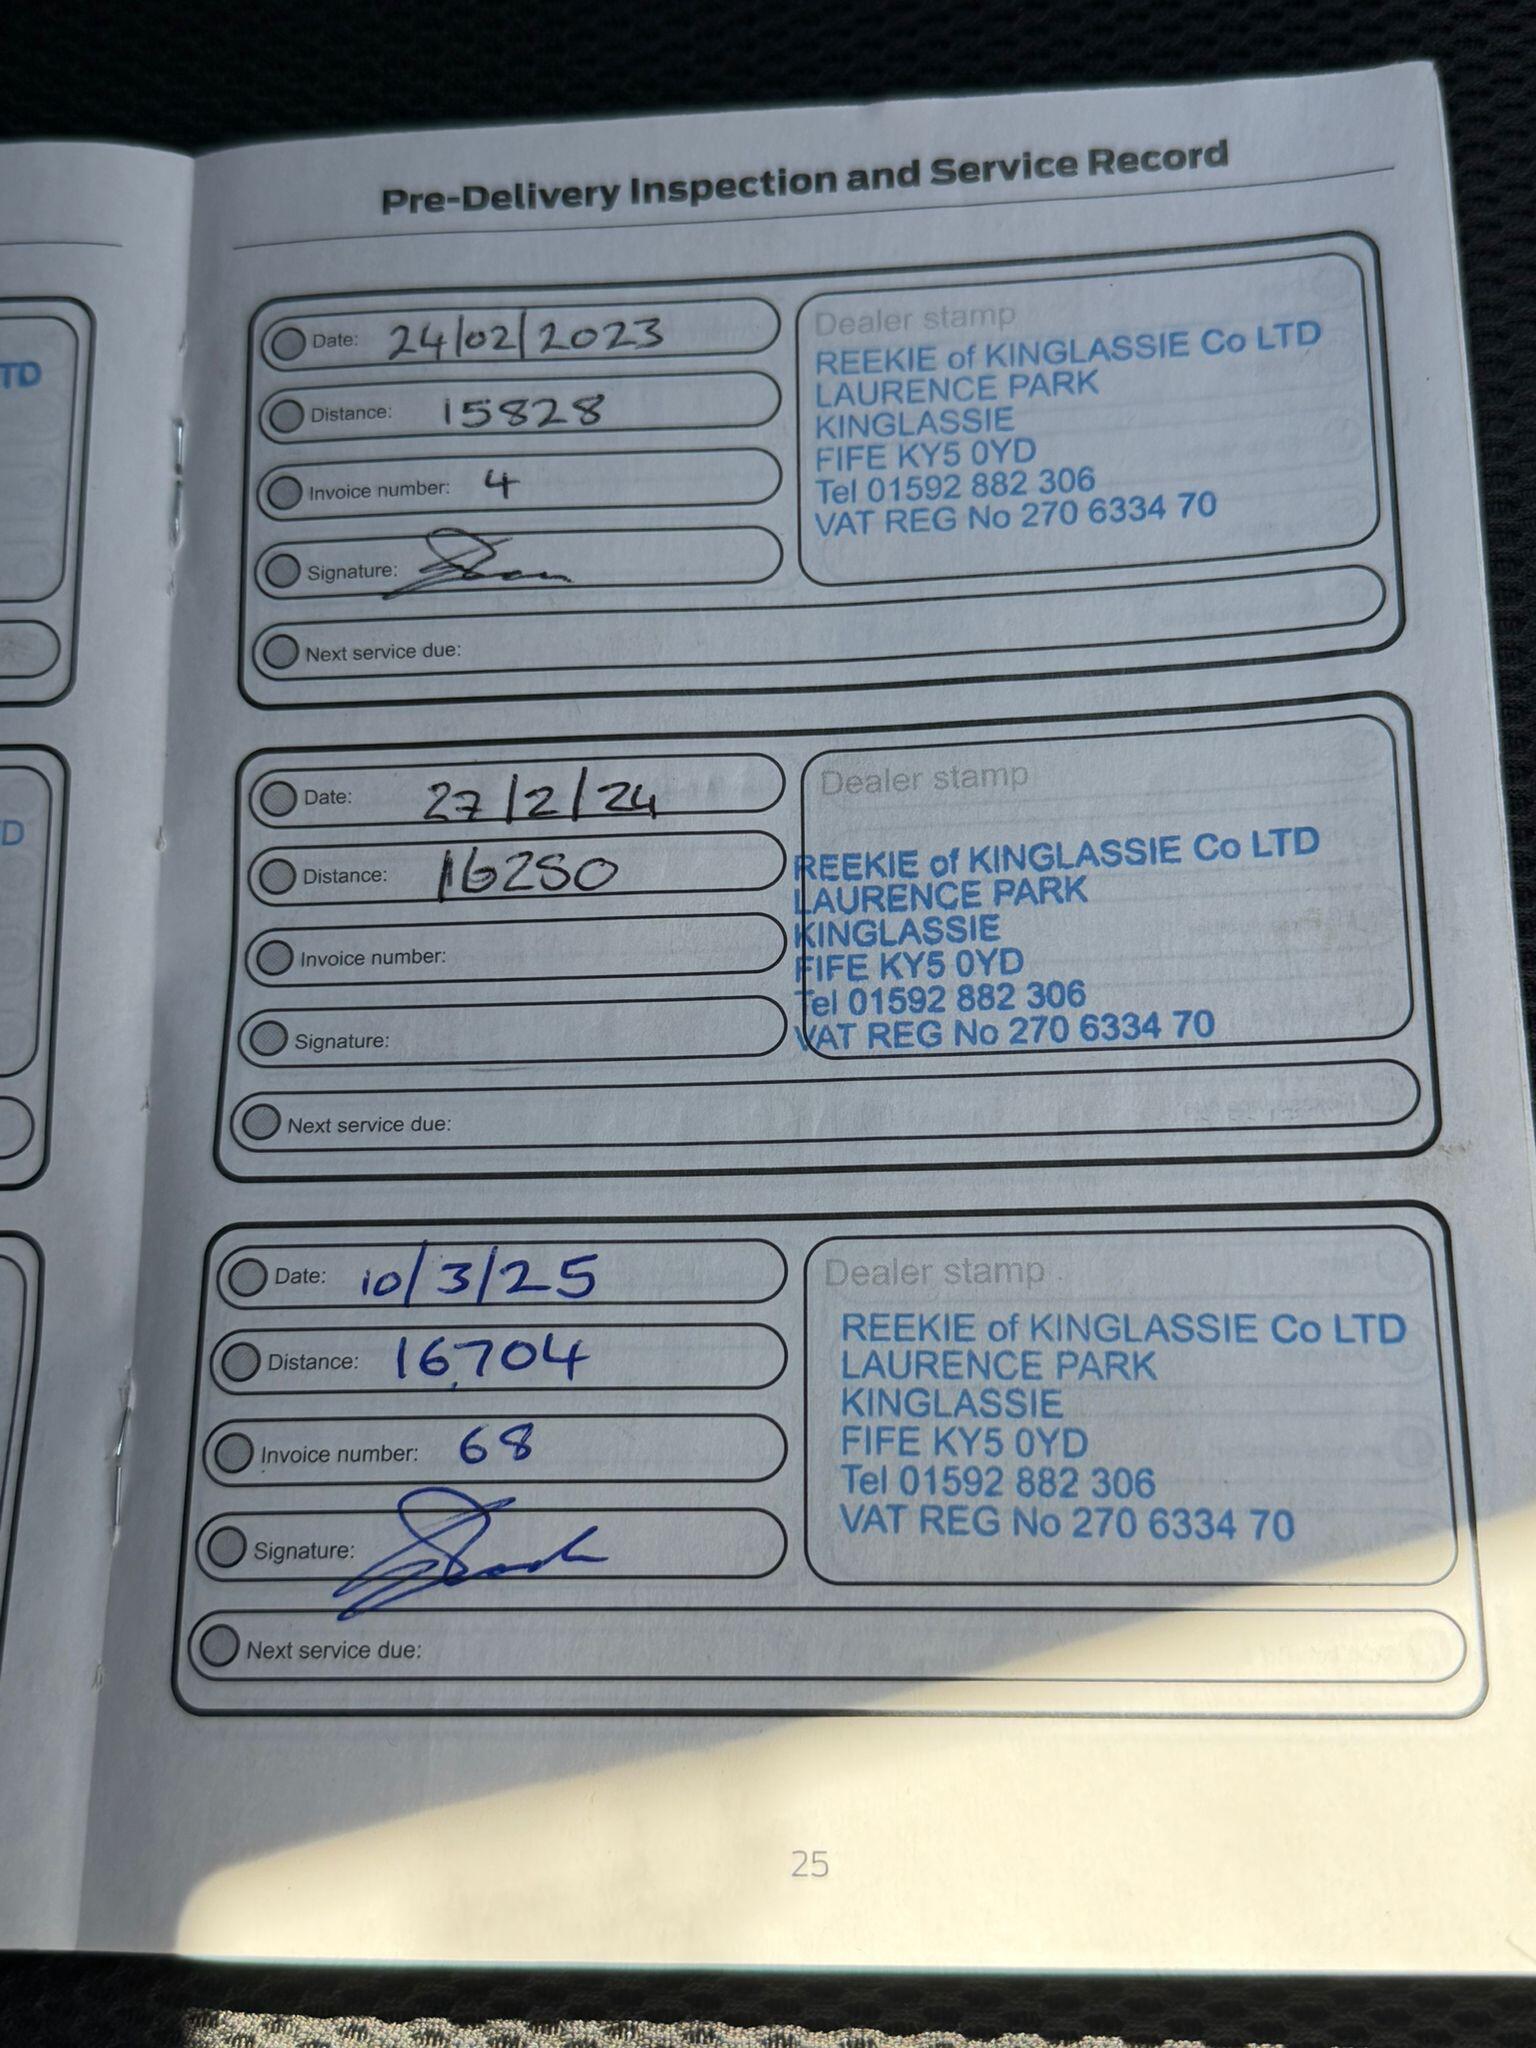 Pre-Delivery Inspection and Service Record
Date: 24/02/2023
Distance: 15828
Invoice number: 4
Signature:
Next service due:
Dealer stamp
REEKIE of KINGLASSIE Co LTD
LAURENCE PARK
KINGLASSIE
FIFE KY5 0YD
Tel 01592 882 306
VAT REG No 270 6334 70
Date: 27/2/24
Distance: 16250
Invoice number:
Signature:
Next service due:
Dealer stamp
REEKIE of KINGLASSIE Co LTD
LAURENCE PARK
KINGLASSIE
FIFE KY5 0YD
Tel 01592 882 306
VAT REG No 270 6334 70
Date: 10/3/25
Distance: 16,704
Invoice number: 68
Signature:
Next service due:
Dealer stamp
REEKIE of KINGLASSIE Co LTD
LAURENCE PARK
KINGLASSIE
FIFE KY5 0YD
Tel 01592 882 306
VAT REG No 270 6334 70
25
TD
D